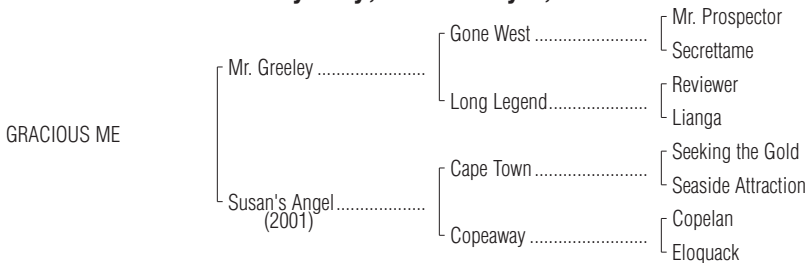 Mr. Prospector
Gone West ........................
Secrettame
Mr. Greeley .......................
Reviewer
Long Legend.....................
Lianga
GRACIOUS ME
Seeking the Gold
Cape Town ........................
Seaside Attraction
Susan's Angel...................
(2001)
Copelan
Copeaway .........................
Eloquack